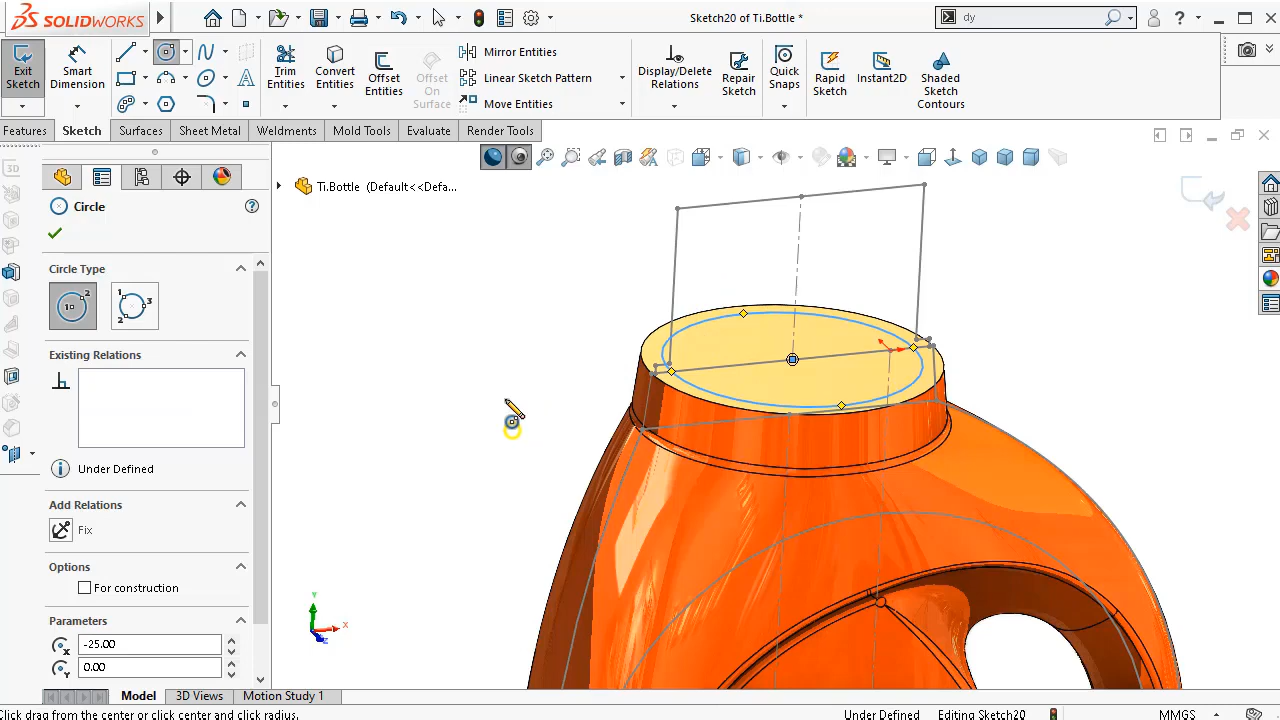 SOLIDWORKS
Sketch20 of Ti.Bottle *
dy
Exit Sketch
Smart Dimension
Trim Entities
Convert Entities
Offset Entities
Offset On Surface
Mirror Entities
Linear Sketch Pattern
Move Entities
Display/Delete Relations
Repair Sketch
Quick Snaps
Rapid Sketch
Instant2D
Shaded Sketch Contours
Features
Sketch
Surfaces
Sheet Metal
Weldments
Mold Tools
Evaluate
Render Tools
Ti.Bottle (Default<<Defa...
Circle
Circle Type
Existing Relations
Under Defined
Add Relations
Fix
Options
For construction
Parameters
-25.00
0.00
Y
X
Z
Model
3D Views
Motion Study 1
Click drag from the center or click center and click radius.
Under Defined
Editing Sketch20
MMGS